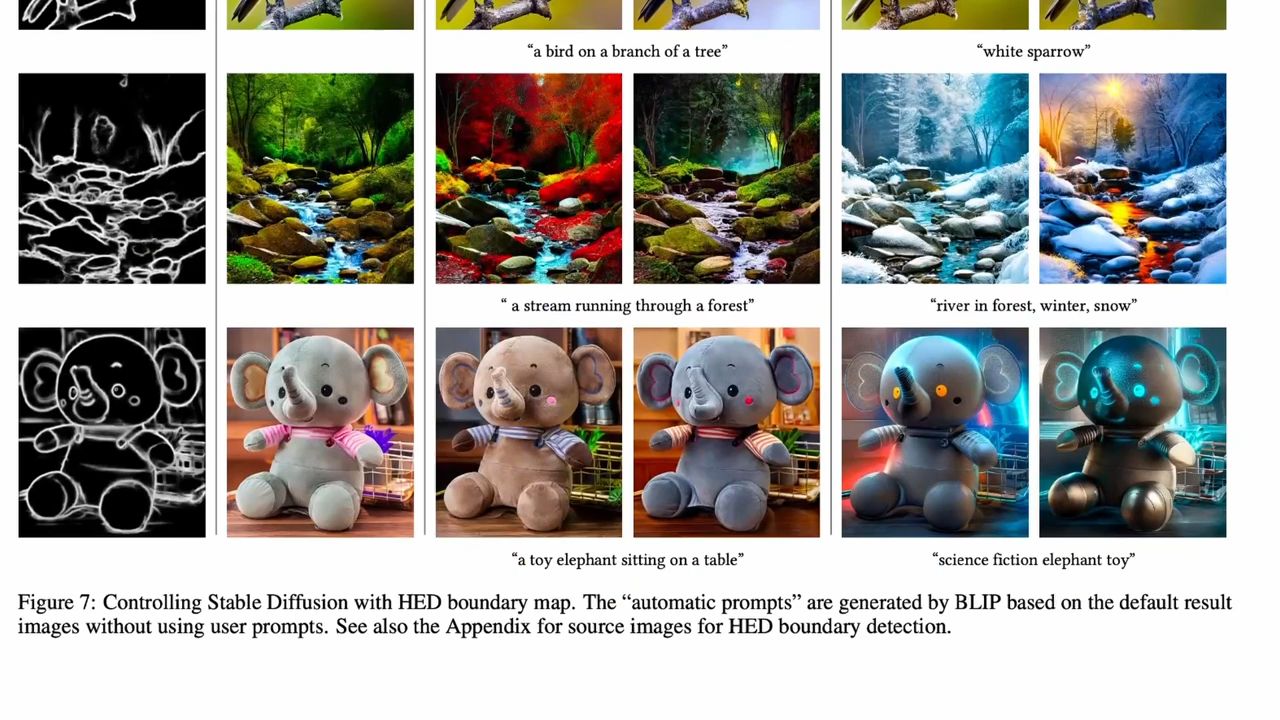 “a bird on a branch of a tree” “white sparrow”
“ a stream running through a forest” “river in forest, winter, snow”
“a toy elephant sitting on a table” “science fiction elephant toy”
Figure 7: Controlling Stable Diffusion with HED boundary map. The “automatic prompts” are generated by BLIP based on the default result
images without using user prompts. See also the Appendix for source images for HED boundary detection.